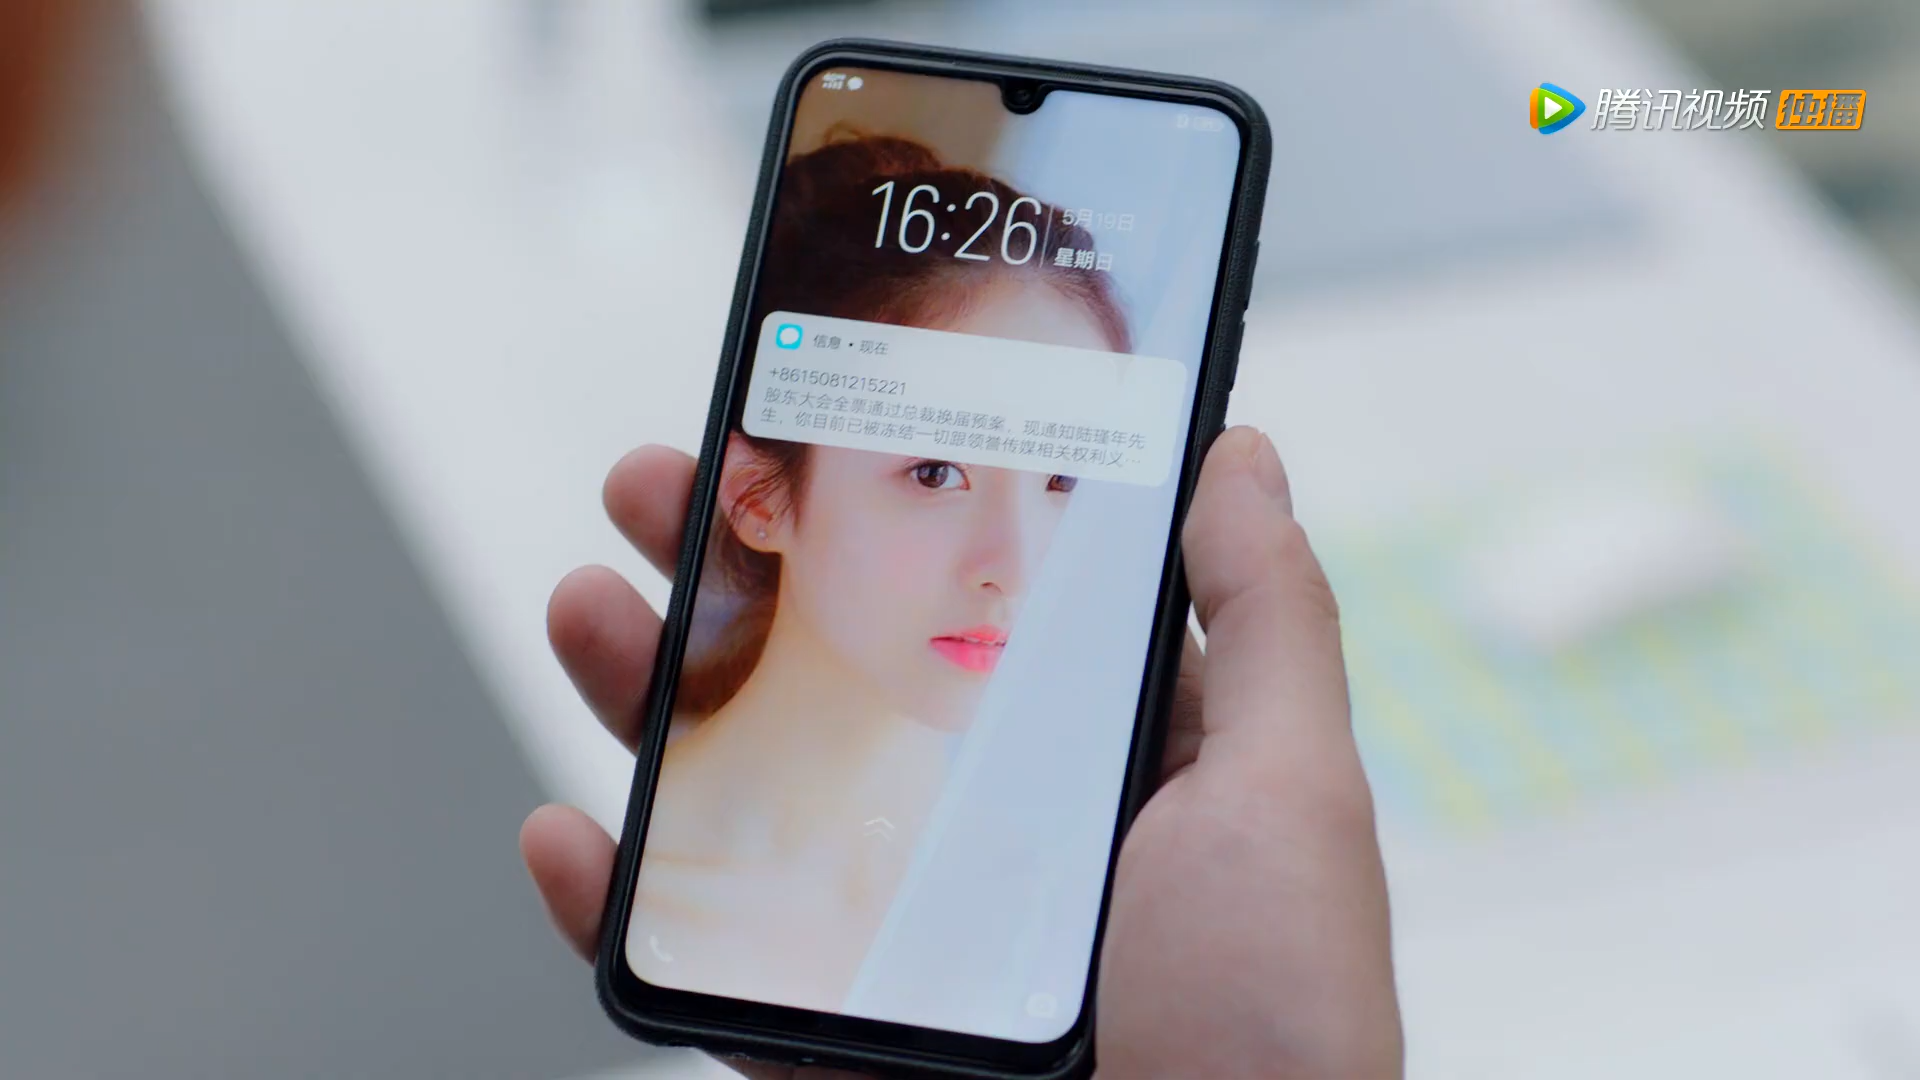 腾讯视频 独播
16:26
5月19日
星期日
信息 • 现在
+8615081215221
股东大会全票通过总裁换届预案，现通知陆瑾年先
生，你目前已被冻结一切跟领誉传媒相关权利义…